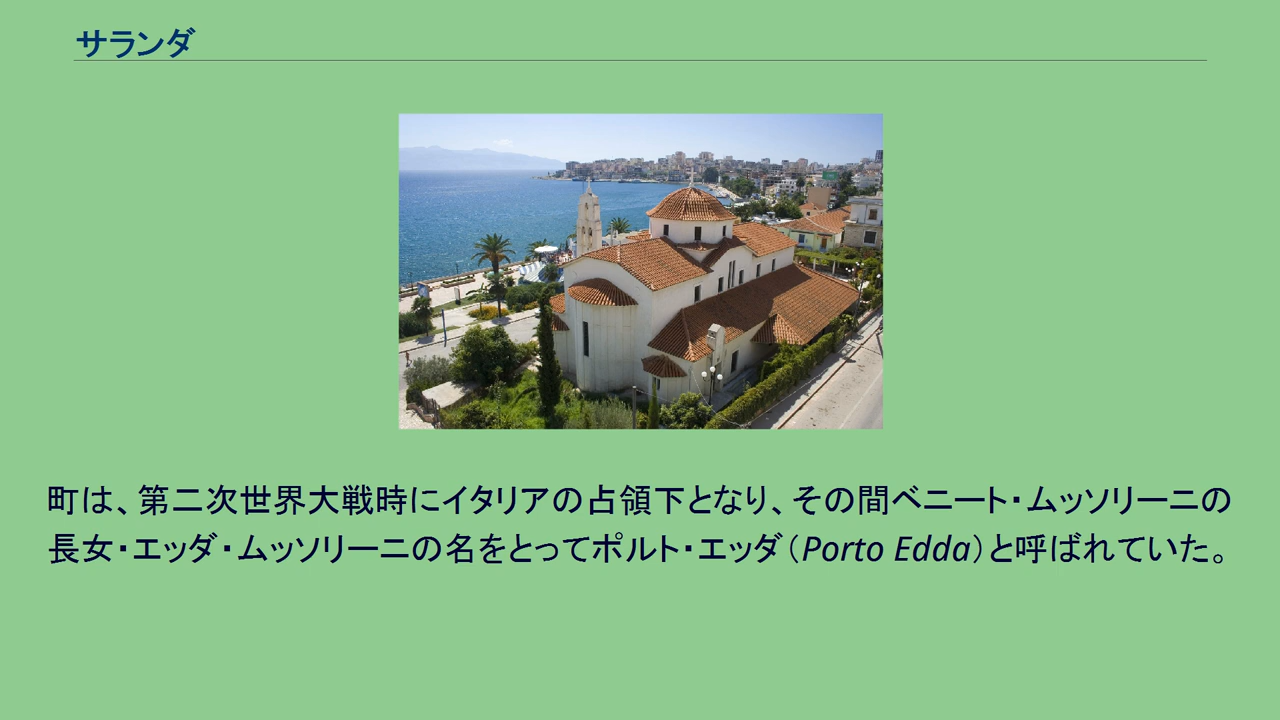 サランダ
町は、第二次世界大戦時にイタリアの占領下となり、その間ベニート・ムッソリーニの
長女・エッダ・ムッソリーニの名をとってポルト・エッダ（Porto Edda）と呼ばれていた。